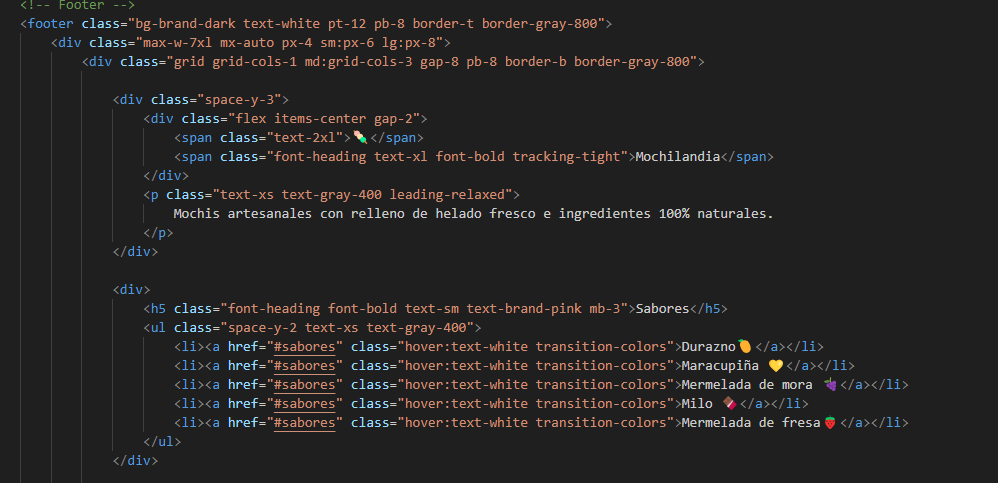 <!-- Footer -->
<footer class="bg-brand-dark text-white pt-12 pb-8 border-t border-gray-800">
<div class="max-w-7xl mx-auto px-4 sm:px-6 lg:px-8">
<div class="grid grid-cols-1 md:grid-cols-3 gap-8 pb-8 border-b border-gray-800">
<div class="space-y-3">
<div class="flex items-center gap-2">
<span class="text-2xl">🍡</span>
<span class="font-heading text-xl font-bold tracking-tight">Mochilandia</span>
</div>
<p class="text-xs text-gray-400 leading-relaxed">
Mochis artesanales con relleno de helado fresco e ingredientes 100% naturales.
</p>
</div>
<div>
<h5 class="font-heading font-bold text-sm text-brand-pink mb-3">Sabores</h5>
<ul class="space-y-2 text-xs text-gray-400">
<li><a href="#sabores" class="hover:text-white transition-colors">Durazno🥭</a></li>
<li><a href="#sabores" class="hover:text-white transition-colors">Maracupiña 💛</a></li>
<li><a href="#sabores" class="hover:text-white transition-colors">Mermelada de mora 🍇</a></li>
<li><a href="#sabores" class="hover:text-white transition-colors">Milo 🍫</a></li>
<li><a href="#sabores" class="hover:text-white transition-colors">Mermelada de fresa🍓</a></li>
</ul>
</div>